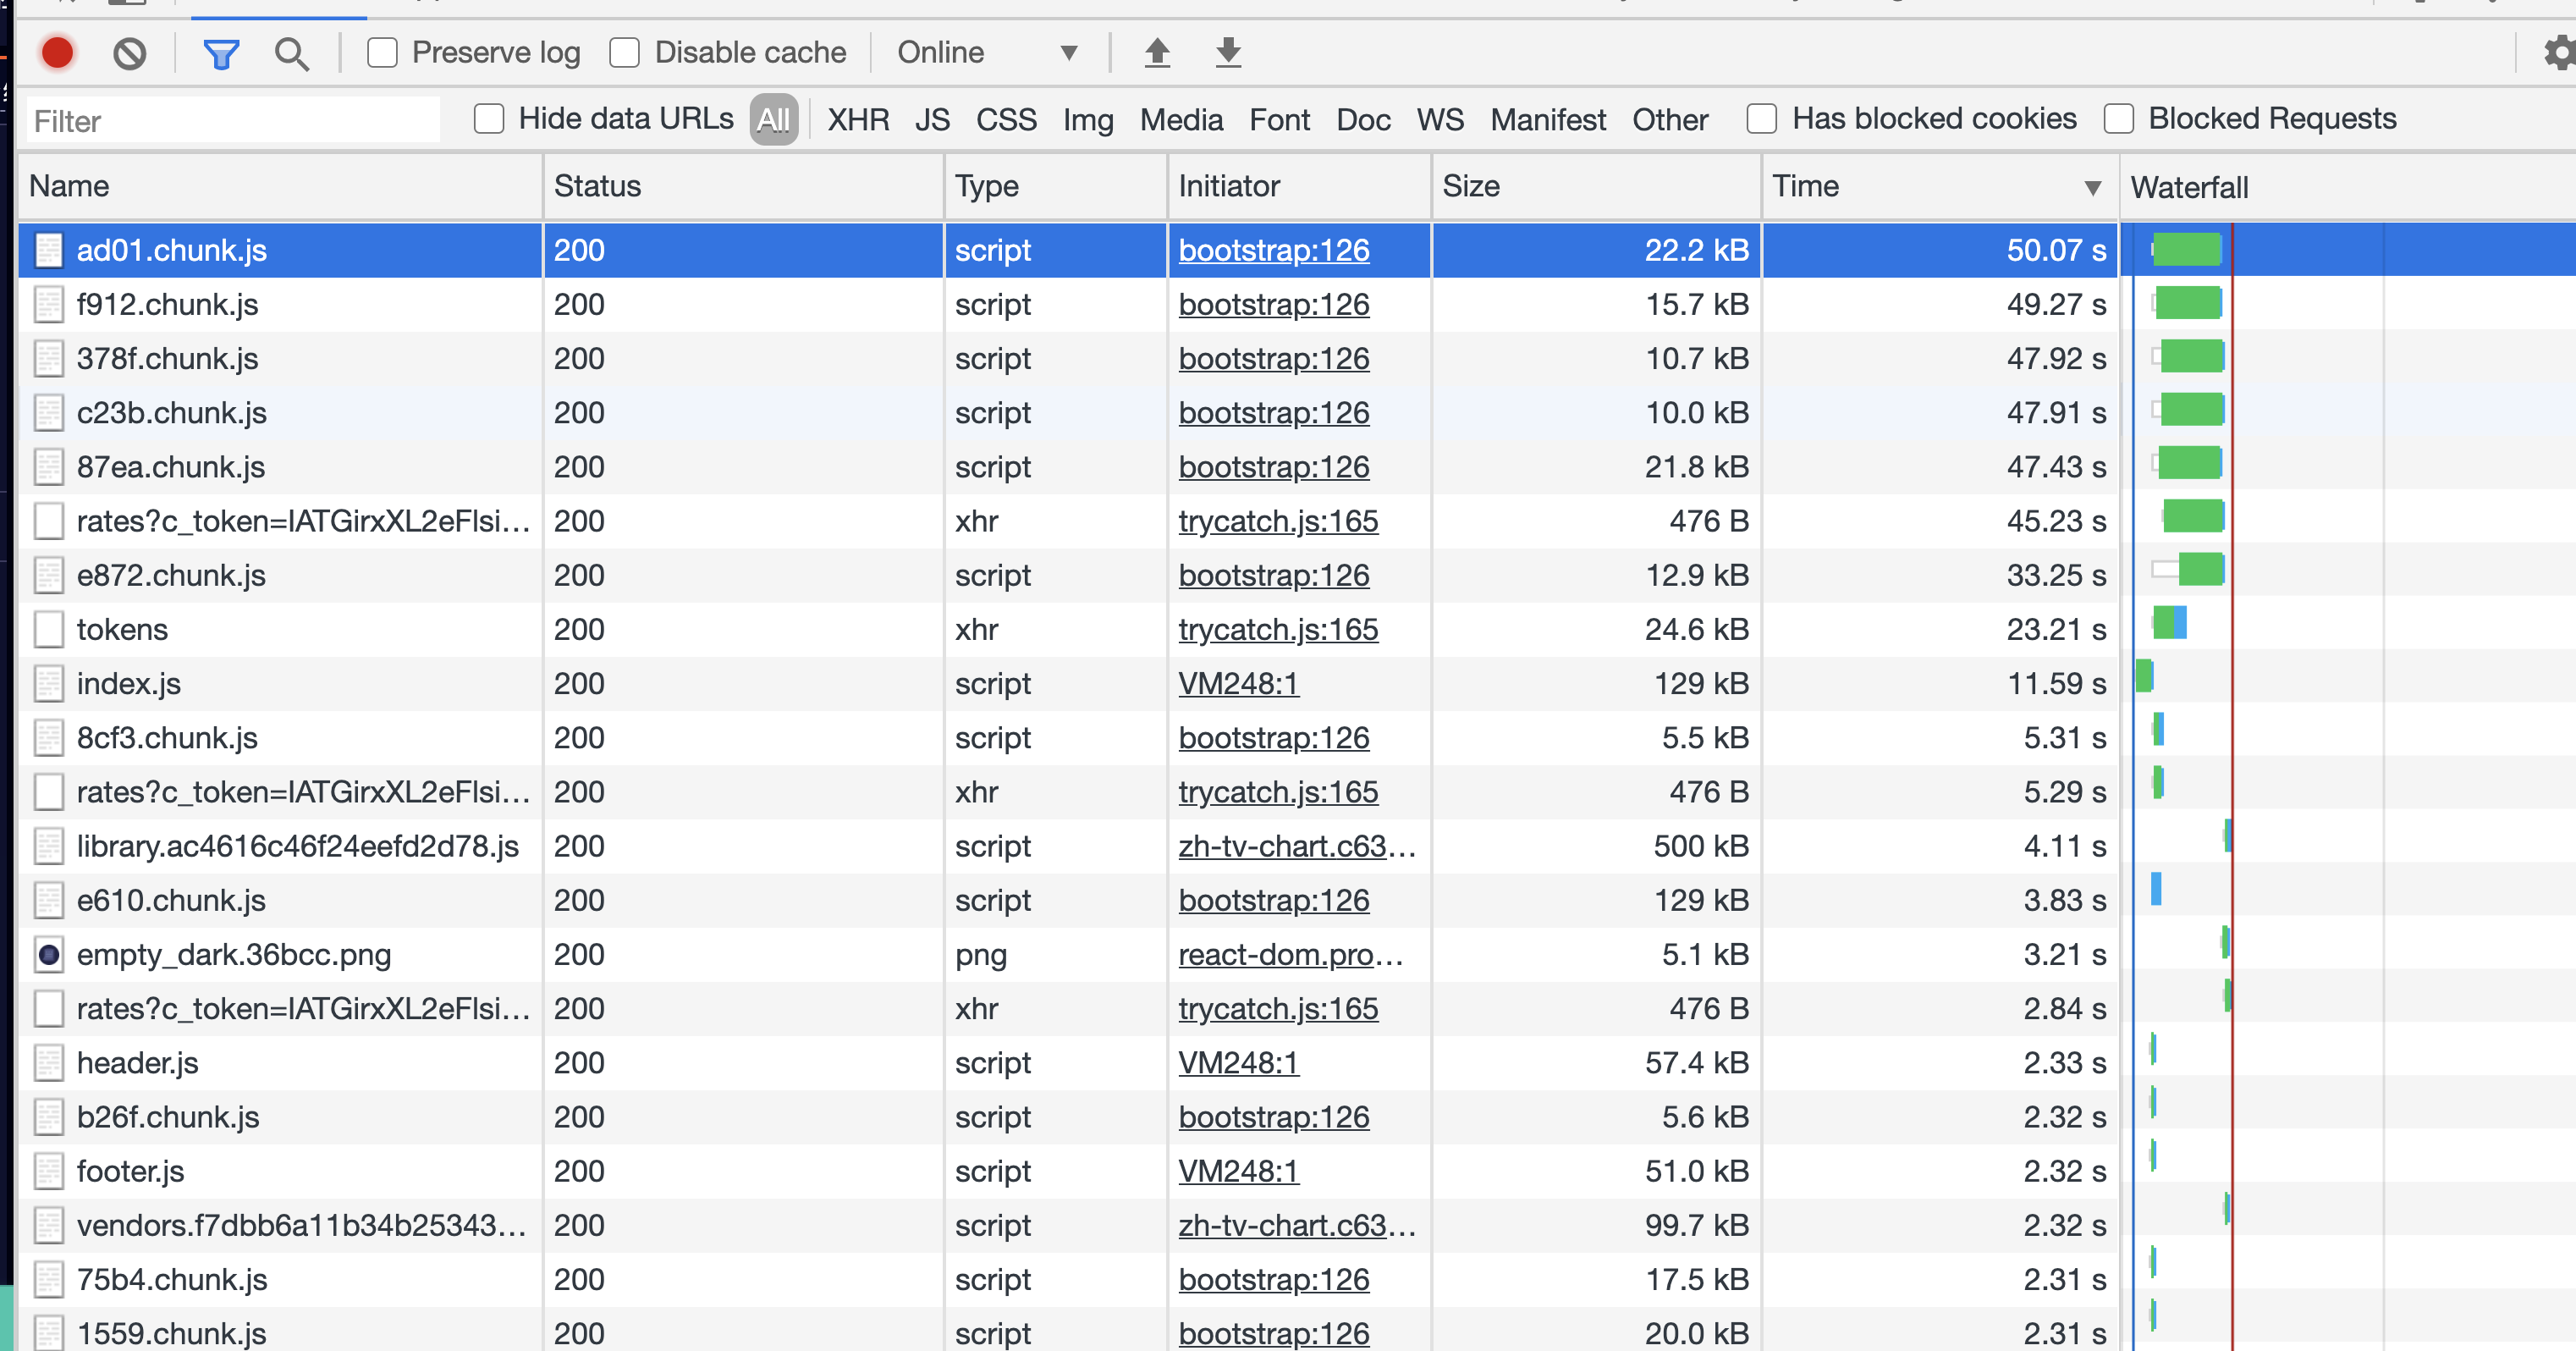 Preserve log Disable cache Online
Filter Hide data URLs All XHR JS CSS Img Media Font Doc WS Manifest Other Has blocked cookies Blocked Requests
Name Status Type Initiator Size Time Waterfall
ad01.chunk.js 200 script bootstrap:126 22.2 kB 50.07 s
f912.chunk.js 200 script bootstrap:126 15.7 kB 49.27 s
378f.chunk.js 200 script bootstrap:126 10.7 kB 47.92 s
c23b.chunk.js 200 script bootstrap:126 10.0 kB 47.91 s
87ea.chunk.js 200 script bootstrap:126 21.8 kB 47.43 s
rates?c_token=IATGirxXL2eFlsi... 200 xhr trycatch.js:165 476 B 45.23 s
e872.chunk.js 200 script bootstrap:126 12.9 kB 33.25 s
tokens 200 xhr trycatch.js:165 24.6 kB 23.21 s
index.js 200 script VM248:1 129 kB 11.59 s
8cf3.chunk.js 200 script bootstrap:126 5.5 kB 5.31 s
rates?c_token=IATGirxXL2eFlsi... 200 xhr trycatch.js:165 476 B 5.29 s
library.ac4616c46f24eefd2d78.js 200 script zh-tv-chart.c63... 500 kB 4.11 s
e610.chunk.js 200 script bootstrap:126 129 kB 3.83 s
empty_dark.36bcc.png 200 png react-dom.pro... 5.1 kB 3.21 s
rates?c_token=IATGirxXL2eFlsi... 200 xhr trycatch.js:165 476 B 2.84 s
header.js 200 script VM248:1 57.4 kB 2.33 s
b26f.chunk.js 200 script bootstrap:126 5.6 kB 2.32 s
footer.js 200 script VM248:1 51.0 kB 2.32 s
vendors.f7dbb6a11b34b25343... 200 script zh-tv-chart.c63... 99.7 kB 2.32 s
75b4.chunk.js 200 script bootstrap:126 17.5 kB 2.31 s
1559.chunk.js 200 script bootstrap:126 20.0 kB 2.31 s